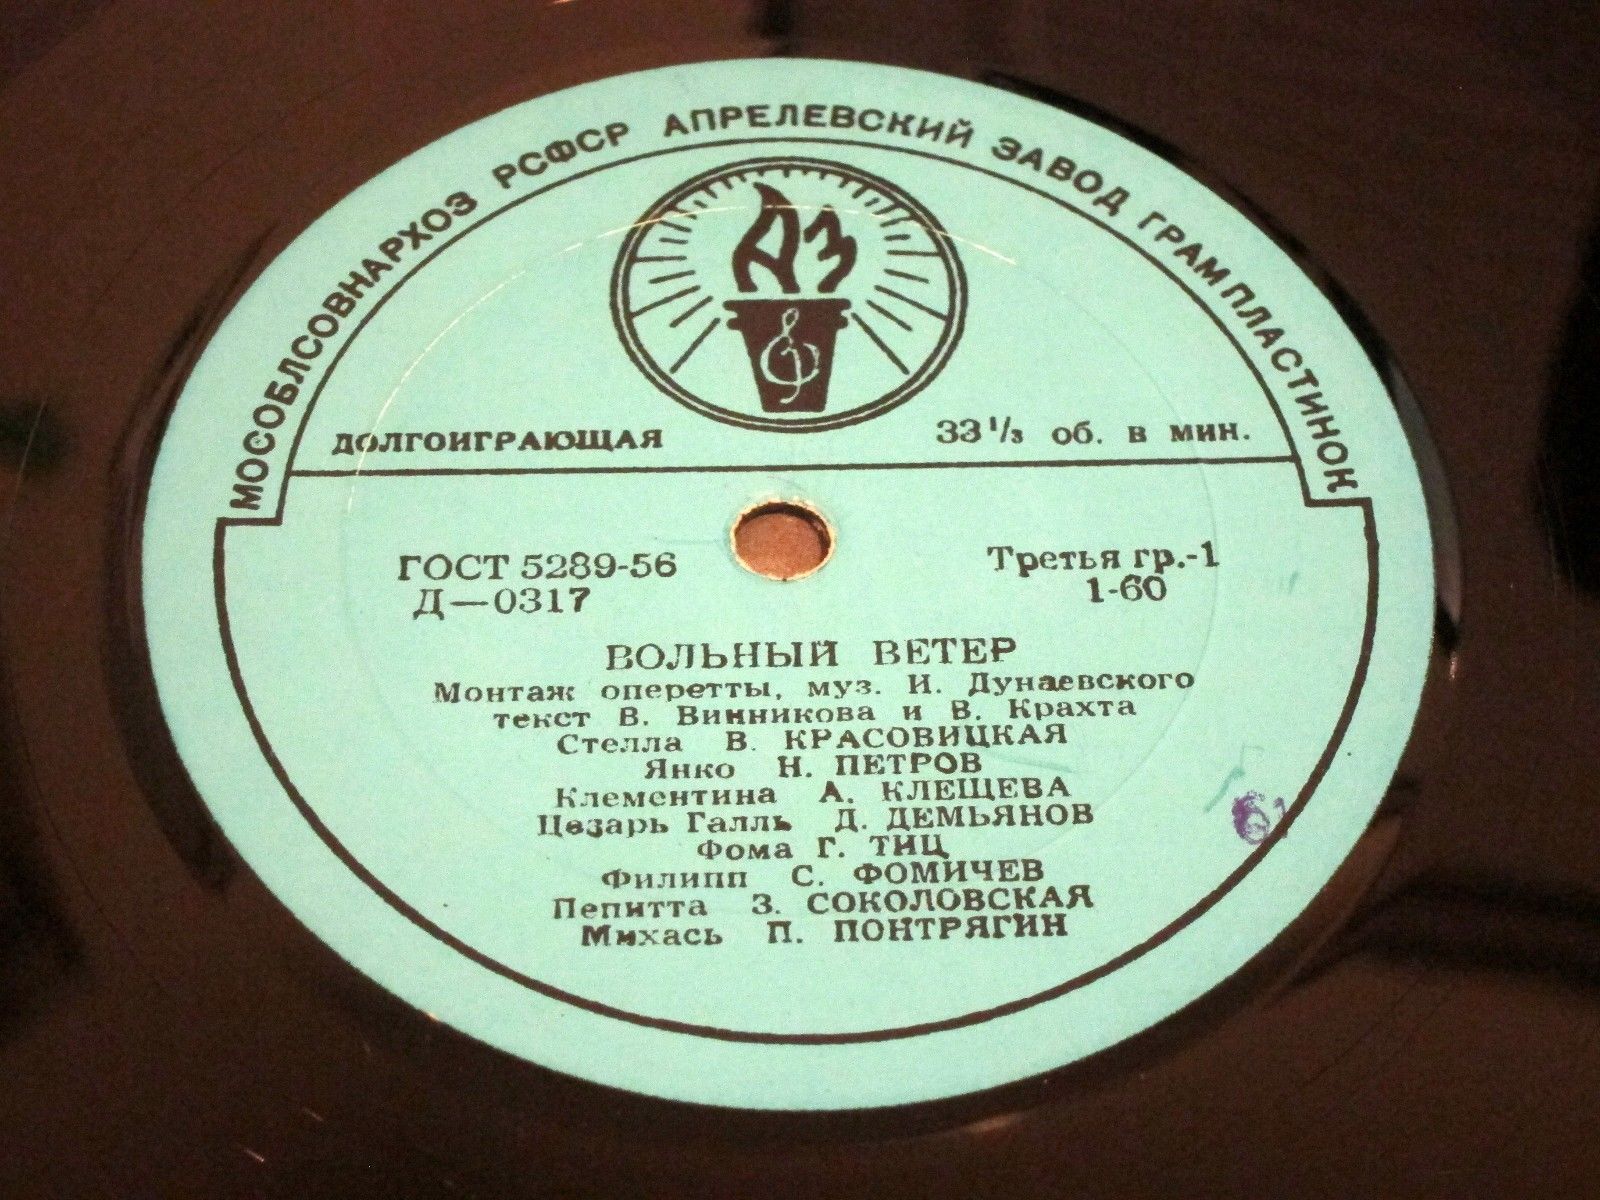 МОСОБЛСОВНАРХОЗ РСФСР АПРЕЛЕВСКИЙ ЗАВОД ГРАМПЛАСТИНОК
АЗ
ДОЛГОИГРАЮЩАЯ 33 1/3 об. в мин.
ГОСТ 5289-56 Третья гр.-1
Д—0317 1-60
ВОЛЬНЫЙ ВЕТЕР
Монтаж оперетты, муз. И. Дунаевского
текст В. Винникова и В. Крахта
Стелла В. КРАСОВИЦКАЯ
Янко Н. ПЕТРОВ
Клементина А. КЛЕЩЕВА
Цезарь Галль Д. ДЕМЬЯНОВ
Фома Г. ТИЦ
Филипп С. ФОМИЧЕВ
Пепитта З. СОКОЛОВСКАЯ
Михась П. ПОНТРЯГИН
61